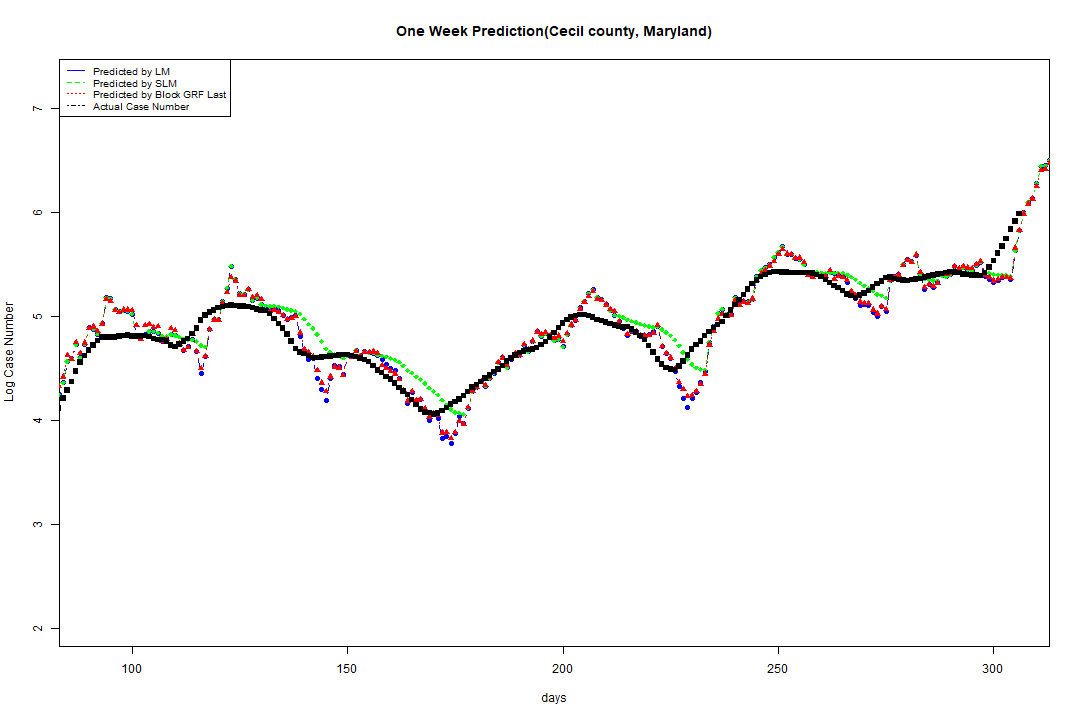 One Week Prediction(Cecil county, Maryland)
Predicted by LM
Predicted by SLM
Predicted by Block GRF Last
Actual Case Number
7
6
5
4
3
2
Log Case Number
100 150 200 250 300
days